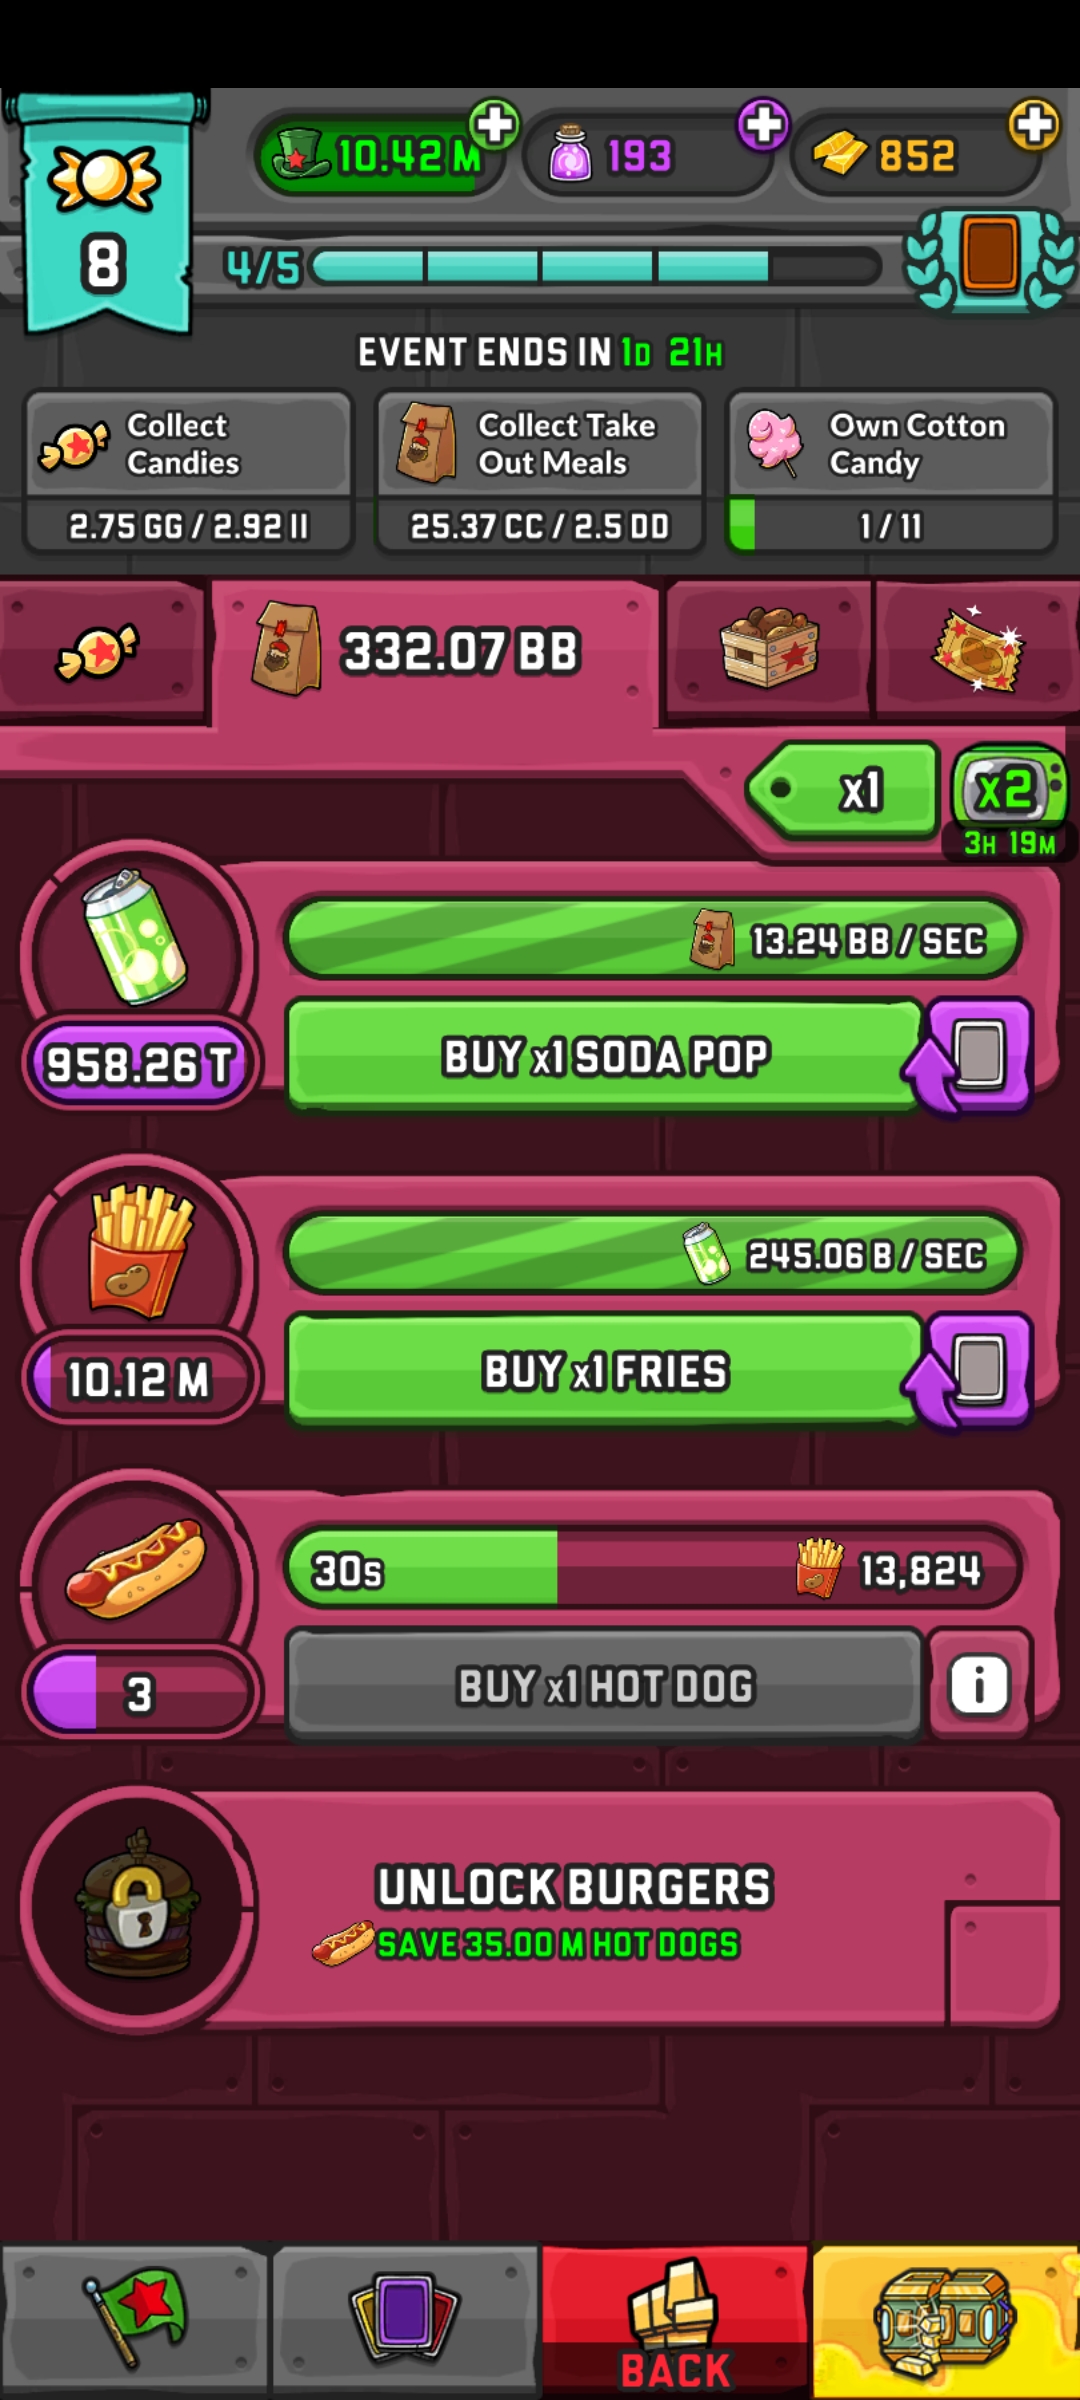 10.42 M
193
852
8
4/5
EVENT ENDS IN 1D 21H
Collect
Candies
2.75 GG / 2.92 II
Collect Take
Out Meals
25.37 CC / 2.5 DD
Own Cotton
Candy
1 / 11
332.07 BB
x1
x2
3H 19M
13.24 BB / SEC
958.26 T
BUY x1 SODA POP
245.06 B / SEC
10.12 M
BUY x1 FRIES
30s
13,824
3
BUY x1 HOT DOG
i
UNLOCK BURGERS
SAVE 35.00 M HOT DOGS
BACK